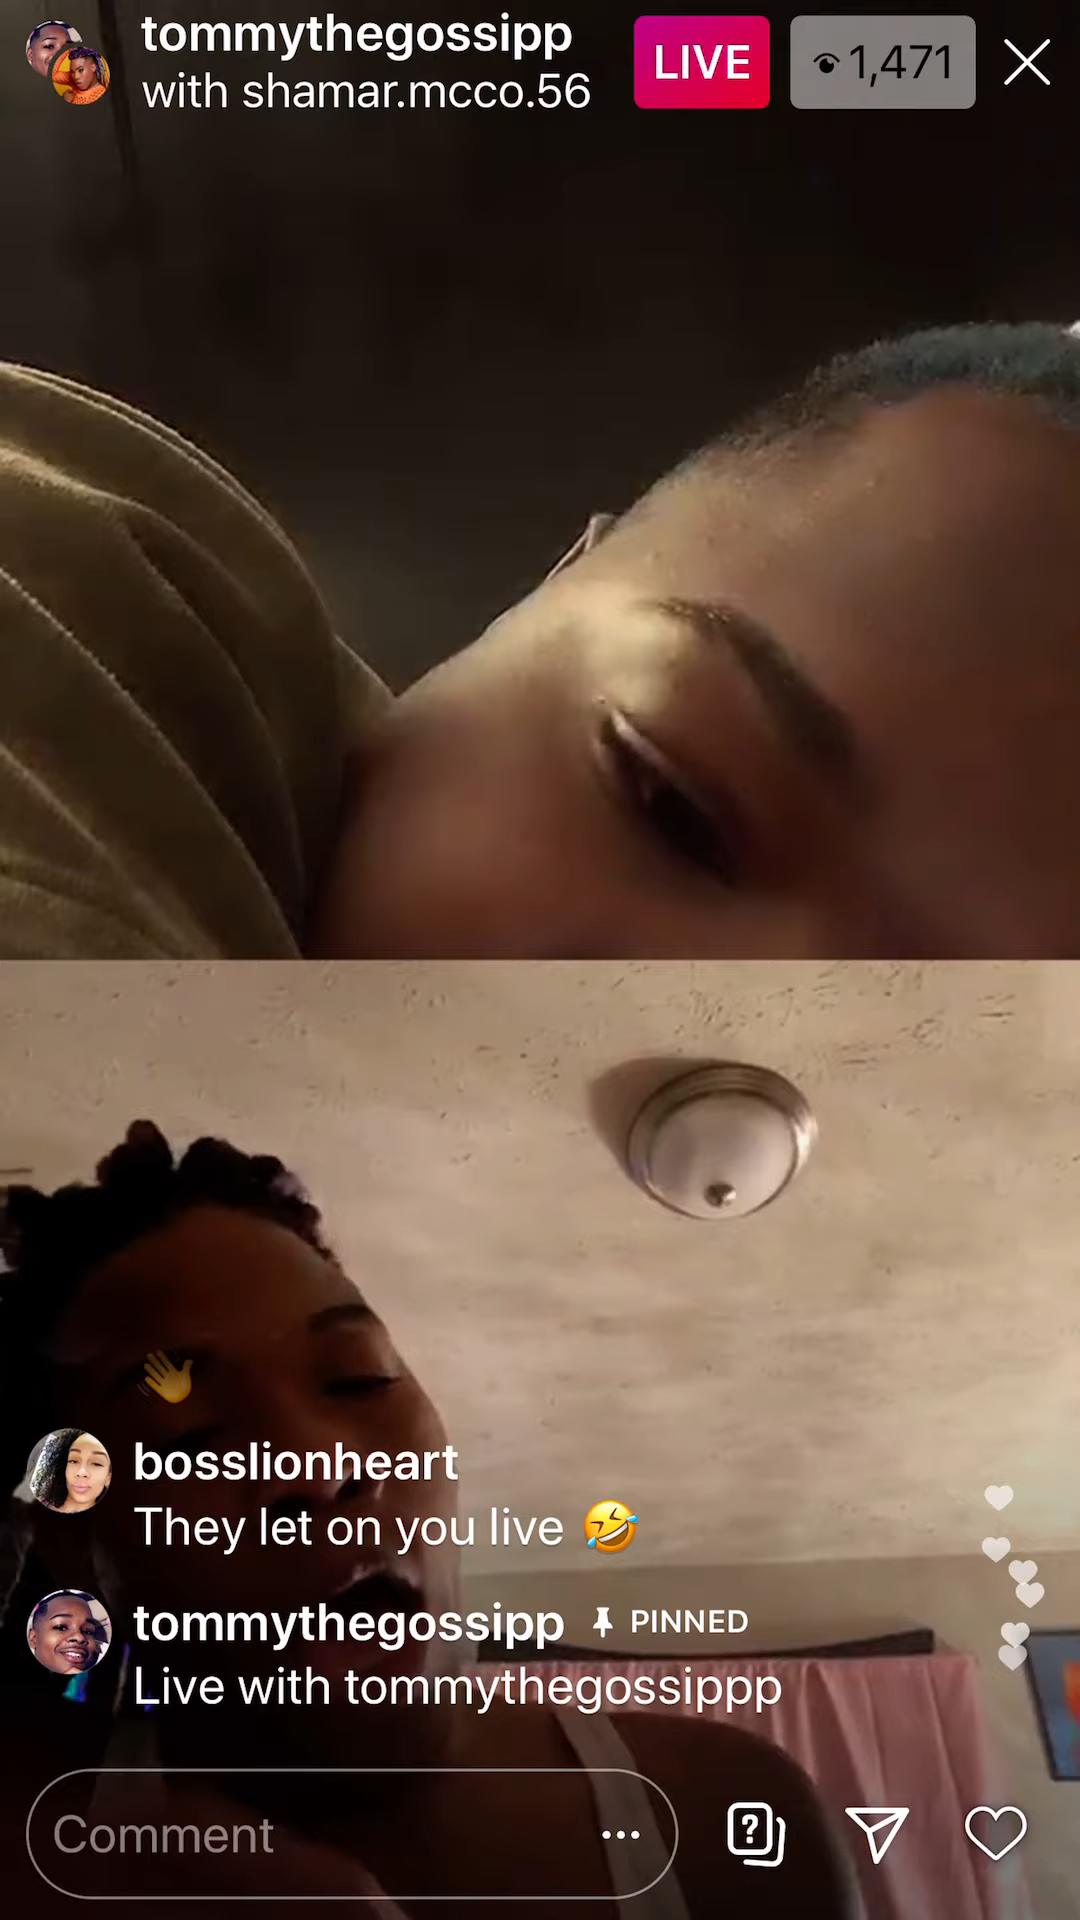 tommythegossipp
with shamar.mcco.56
LIVE
1,471
👋
bosslionheart
They let on you live 🤣
tommythegossipp PINNED
Live with tommythegossippp
Comment
?